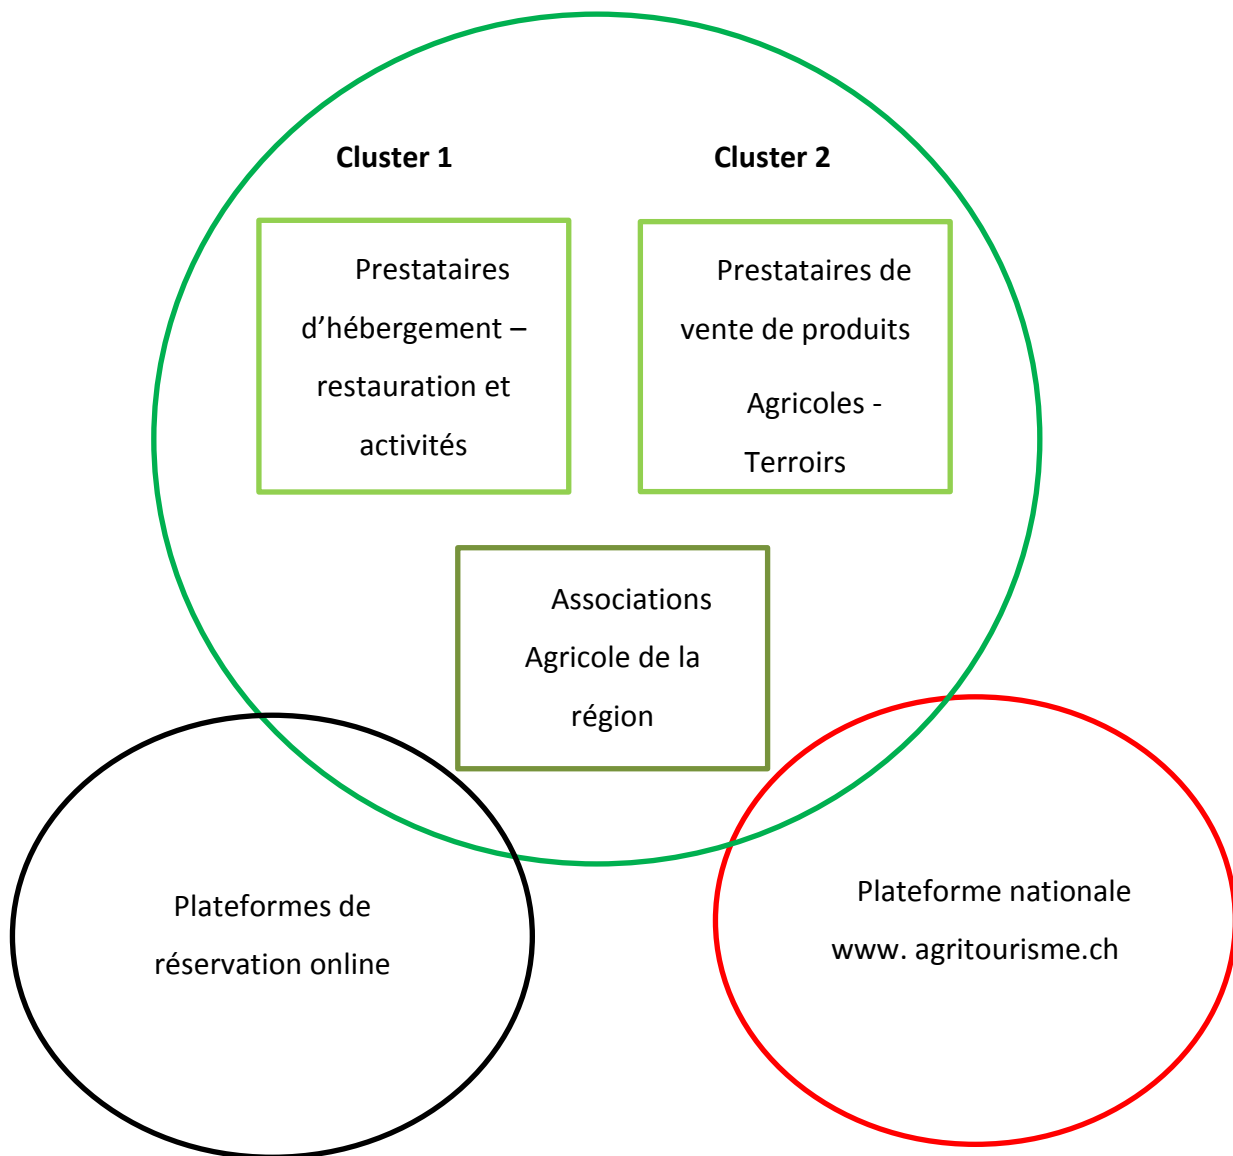 Cluster 1
Cluster 2
Prestataires
d’hébergement –
restauration et
activités
Prestataires de
vente de produits
Agricoles -
Terroirs
Associations
Agricole de la
région
Plateformes de
réservation online
Plateforme nationale
www. agritourisme.ch